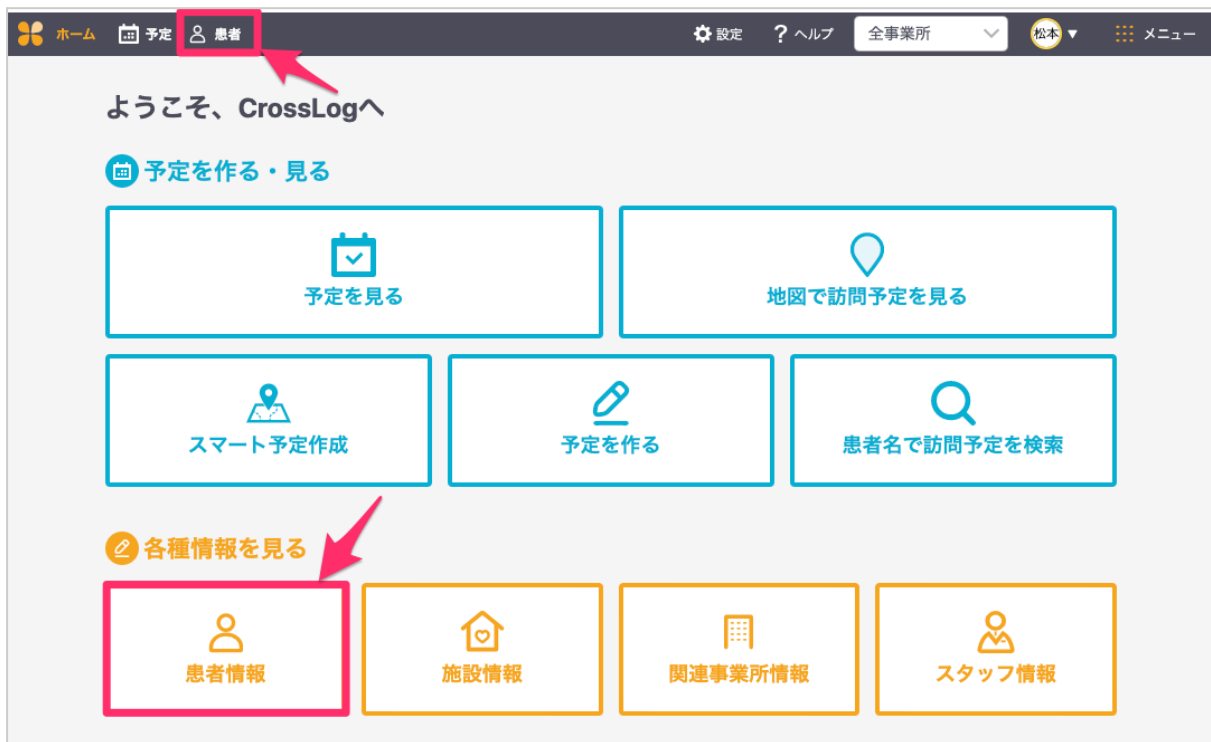 ホーム 予定 患者 設定 ? ヘルプ 全事業所 松本 ▼ メニュー
ようこそ、CrossLogへ
予定を作る・見る
予定を見る 地図で訪問予定を見る
スマート予定作成 予定を作る 患者名で訪問予定を検索
各種情報を見る
患者情報 施設情報 関連事業所情報 スタッフ情報